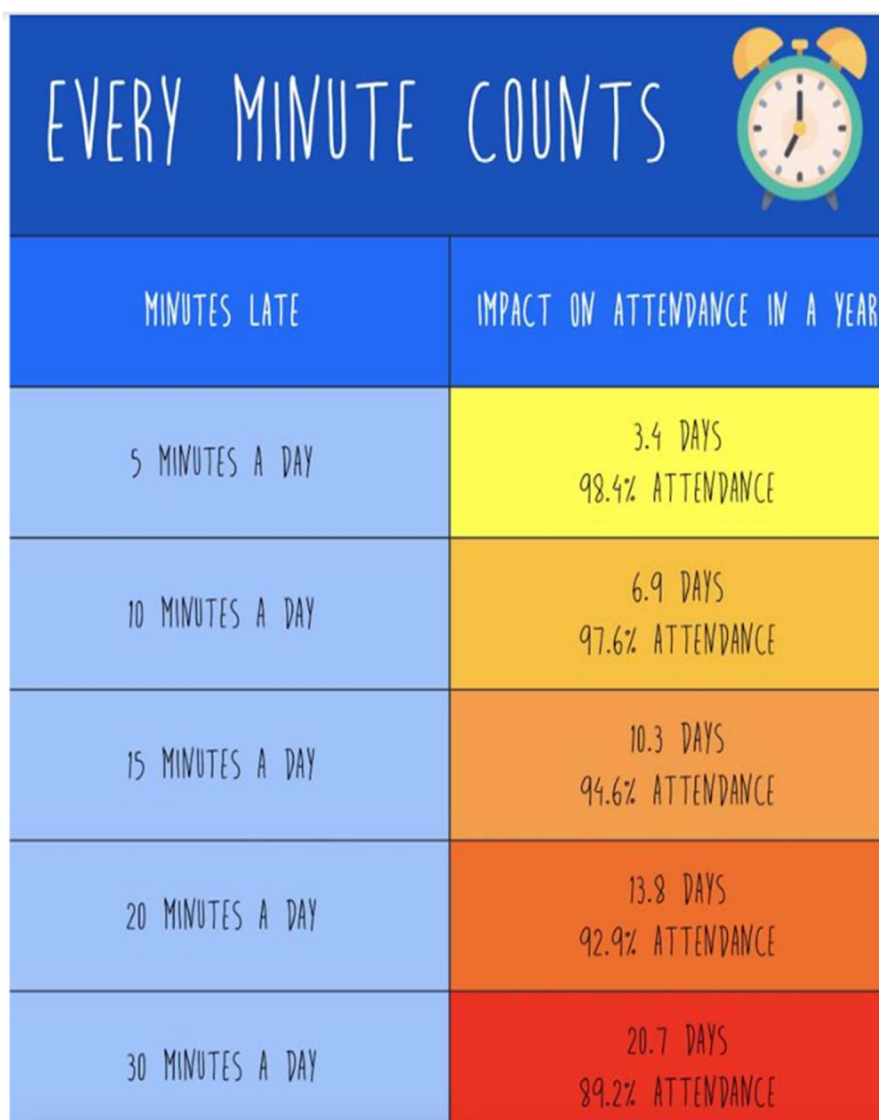 EVERY MINUTE COUNTS
MINUTES LATE
IMPACT ON ATTENDANCE IN A YEAR
5 MINUTES A DAY
3.4 DAYS
98.4% ATTENDANCE
10 MINUTES A DAY
6.9 DAYS
97.6% ATTENDANCE
15 MINUTES A DAY
10.3 DAYS
94.6% ATTENDANCE
20 MINUTES A DAY
13.8 DAYS
92.9% ATTENDANCE
30 MINUTES A DAY
20.7 DAYS
89.2% ATTENDANCE